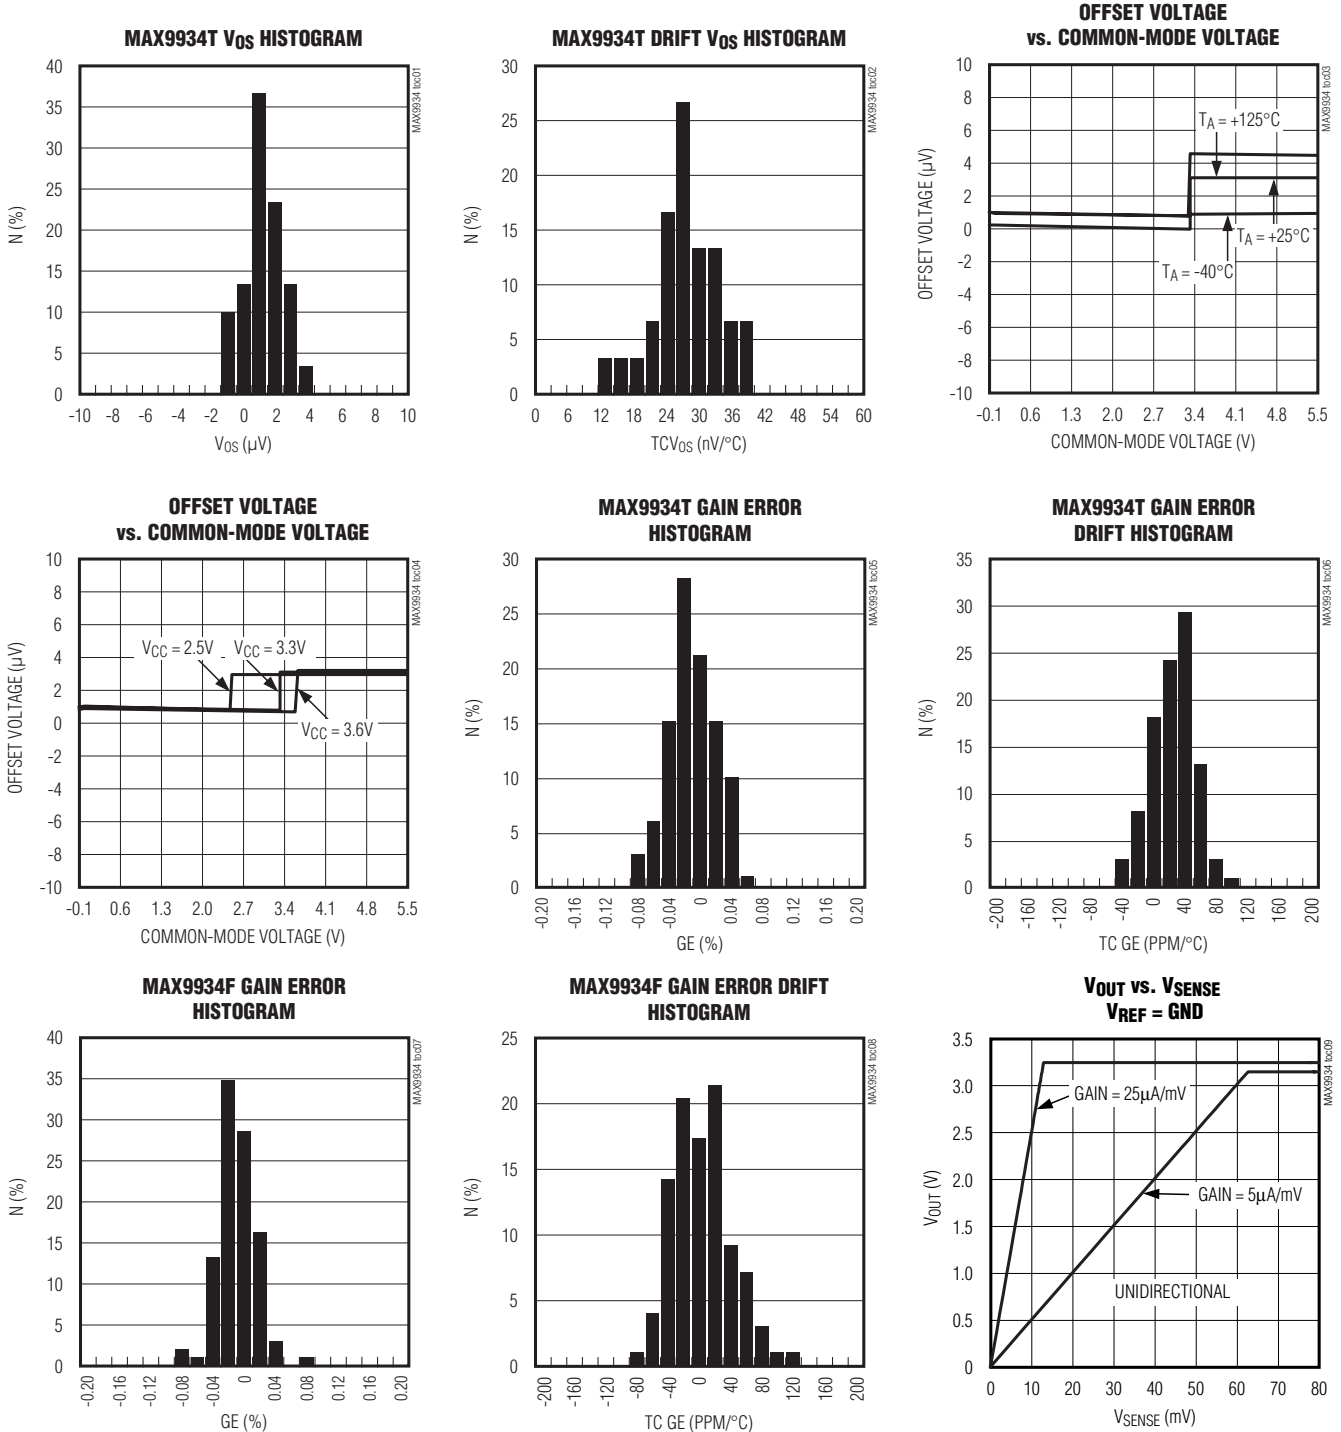 MAX9934T VOS HISTOGRAM
N (%)
40
35
30
25
20
15
10
5
0
-10 -8 -6 -4 -2 0 2 4 6 8 10
VOS (µV)
MAX9934 toc01
MAX9934T DRIFT VOS HISTOGRAM
N (%)
30
25
20
15
10
5
0
0 6 12 18 24 30 36 42 48 54 60
TCVOS (nV/°C)
MAX9934 toc02
OFFSET VOLTAGE
vs. COMMON-MODE VOLTAGE
OFFSET VOLTAGE (µV)
10
8
6
4
2
0
-2
-4
-6
-8
-10
TA = +125°C
TA = +25°C
TA = -40°C
-0.1 0.6 1.3 2.0 2.7 3.4 4.1 4.8 5.5
COMMON-MODE VOLTAGE (V)
MAX9934 toc03
OFFSET VOLTAGE
vs. COMMON-MODE VOLTAGE
OFFSET VOLTAGE (µV)
10
8
6
4
2
0
-2
-4
-6
-8
-10
VCC = 2.5V
VCC = 3.3V
VCC = 3.6V
-0.1 0.6 1.3 2.0 2.7 3.4 4.1 4.8 5.5
COMMON-MODE VOLTAGE (V)
MAX9934 toc04
MAX9934T GAIN ERROR
HISTOGRAM
N (%)
30
25
20
15
10
5
0
-0.20 -0.16 -0.12 -0.08 -0.04 0 0.04 0.08 0.12 0.16 0.20
GE (%)
MAX9934 toc05
MAX9934T GAIN ERROR
DRIFT HISTOGRAM
N (%)
35
30
25
20
15
10
5
0
-200 -160 -120 -80 -40 0 40 80 120 160 200
TC GE (PPM/°C)
MAX9934 toc06
MAX9934F GAIN ERROR
HISTOGRAM
N (%)
40
35
30
25
20
15
10
5
0
-0.20 -0.16 -0.12 -0.08 -0.04 0 0.04 0.08 0.12 0.16 0.20
GE (%)
MAX9934 toc07
MAX9934F GAIN ERROR DRIFT
HISTOGRAM
N (%)
25
20
15
10
5
0
-200 -160 -120 -80 -40 0 40 80 120 160 200
TC GE (PPM/°C)
MAX9934 toc08
VOUT vs. VSENSE
VREF = GND
VOUT (V)
3.5
3.0
2.5
2.0
1.5
1.0
0.5
0
GAIN = 25µA/mV
GAIN = 5µA/mV
UNIDIRECTIONAL
0 10 20 30 40 50 60 70 80
VSENSE (mV)
MAX9934 toc09